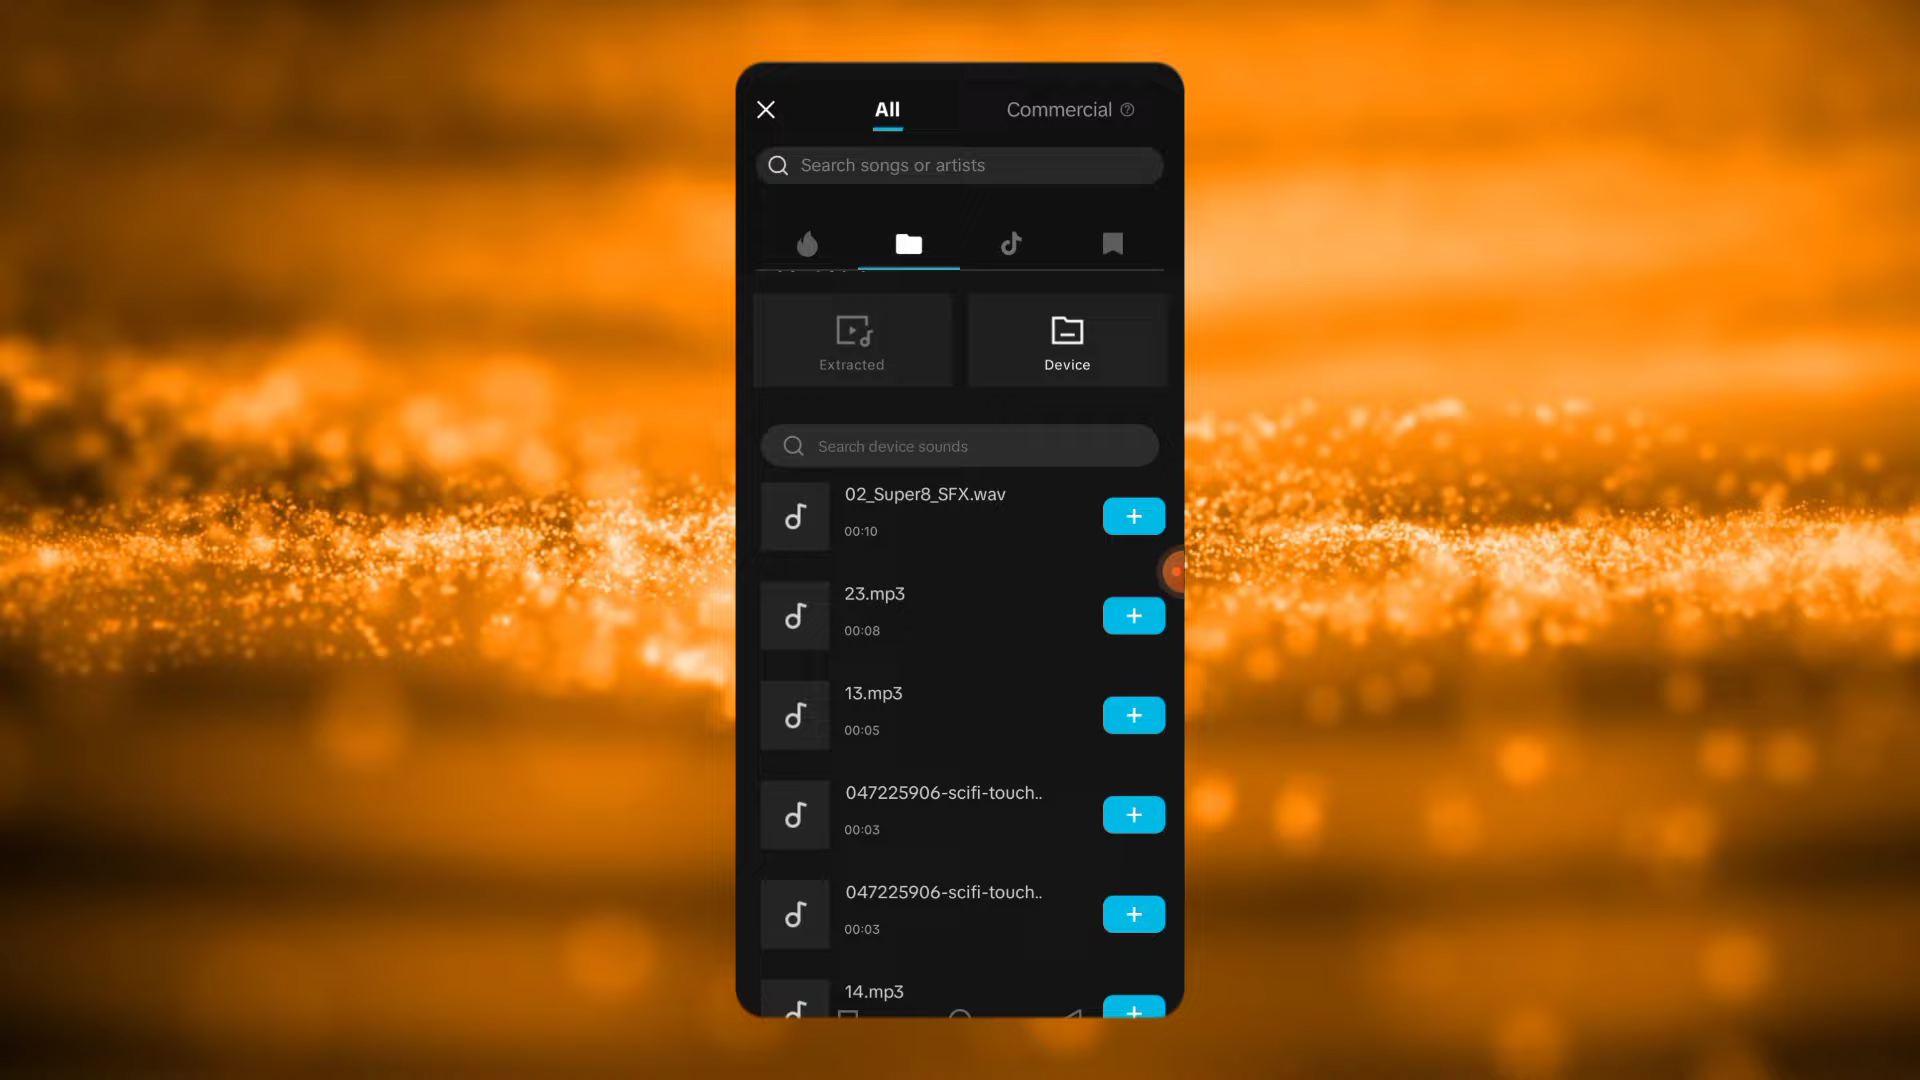 All
Commercial
Search songs or artists
Extracted
Device
Search device sounds
02_Super8_SFX.wav
00:10
23.mp3
00:08
13.mp3
00:05
047225906-scifi-touch..
00:03
047225906-scifi-touch..
00:03
14.mp3